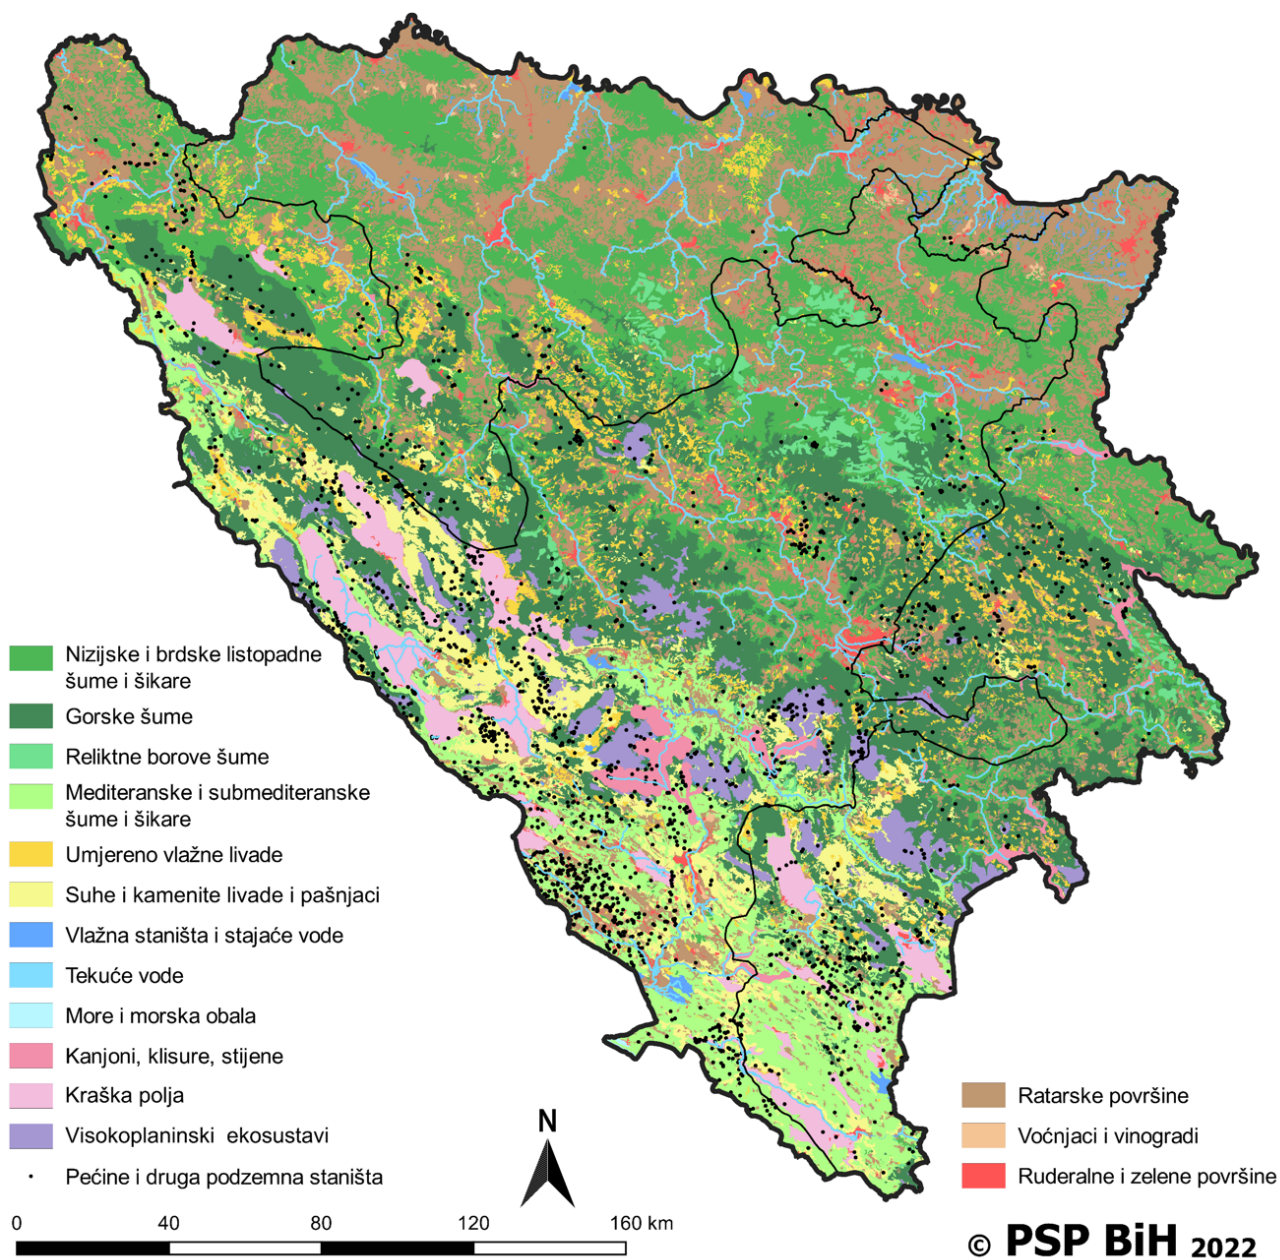 Nizijske i brdske listopadne
šume i šikare
Gorske šume
Reliktne borove šume
Mediteranske i submediteranske
šume i šikare
Umjereno vlažne livade
Suhe i kamenite livade i pašnjaci
Vlažna staništa i stajaće vode
Tekuće vode
More i morska obala
Kanjoni, klisure, stijene
Kraška polja
Visokoplaninski ekosustavi
Pećine i druga podzemna staništa
Ratarske površine
Voćnjaci i vinogradi
Ruderalne i zelene površine
N
0 40 80 120 160 km
© PSP BiH 2022